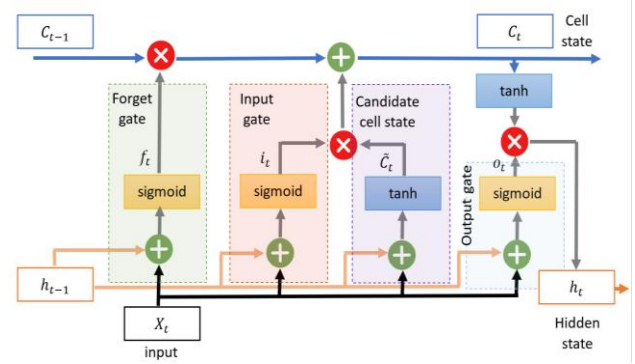 C_{t-1}
C_t
Cell
state
tanh
Forget
gate
Input
gate
Candidate
cell state
f_t
i_t
C̃_t
o_t
sigmoid
sigmoid
tanh
sigmoid
Output gate
h_{t-1}
h_t
X_t
input
Hidden
state